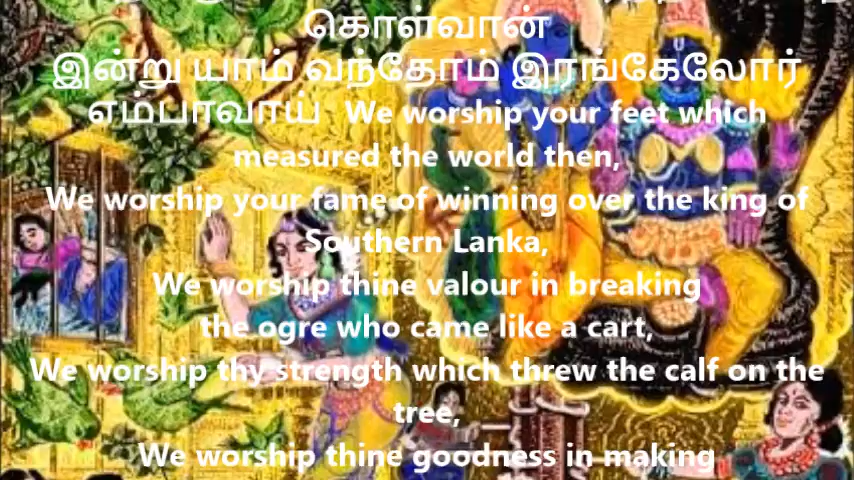 கொள்வான்
இன்று யாம் வந்தோம் இரங்கேலோர்
எம்பாவாய் We worship your feet which
measured the world then,
We worship your fame of winning over the king of
Southern Lanka,
We worship thine valour in breaking
the ogre who came like a cart,
We worship thy strength which threw the calf on the
tree,
We worship thine goodness in making